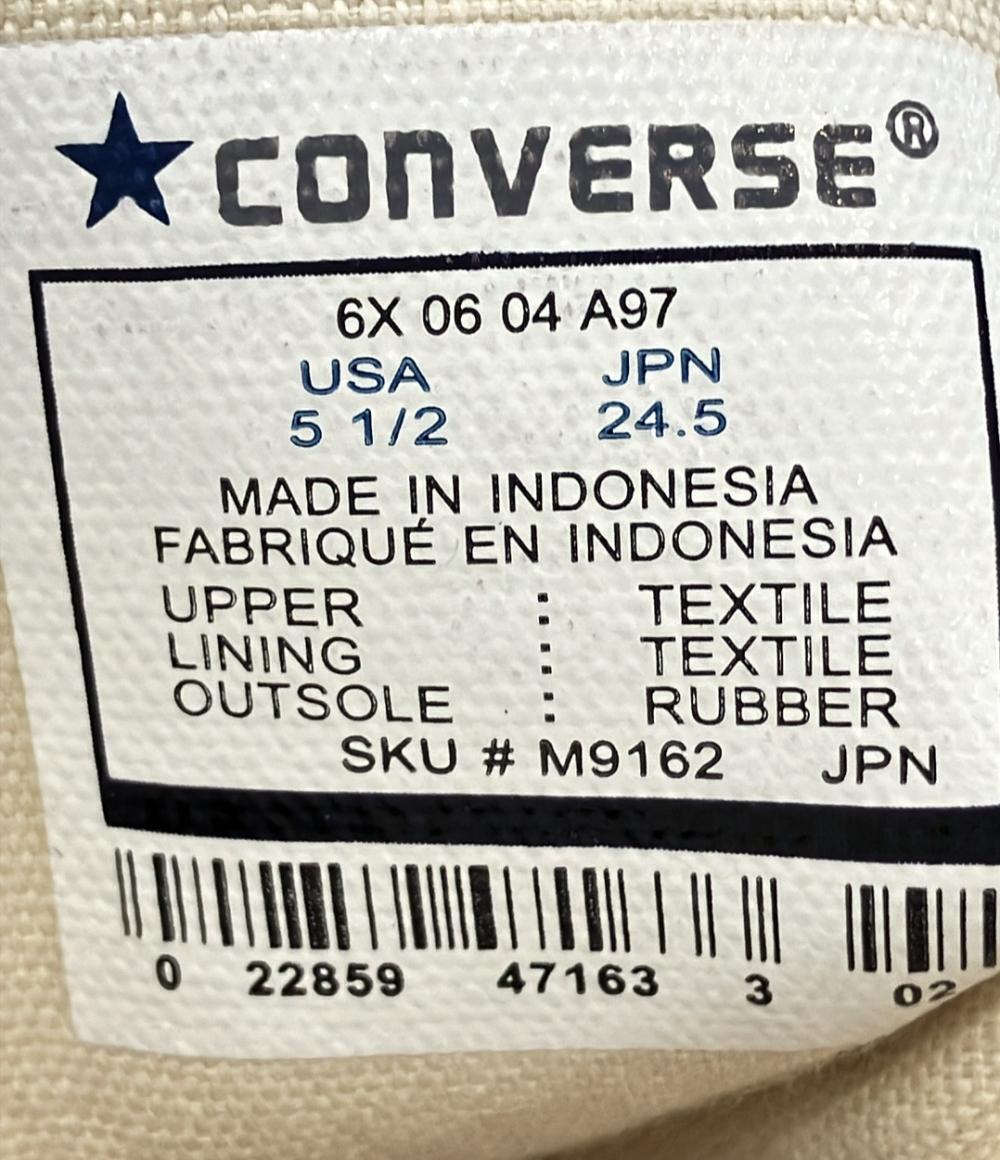 ★ CONVERSE®
6X 06 04 A97
USA JPN
5 1/2 24.5
MADE IN INDONESIA
FABRIQUÉ EN INDONESIA
UPPER : TEXTILE
LINING : TEXTILE
OUTSOLE : RUBBER
SKU # M9162 JPN
0 22859 47163 3 02